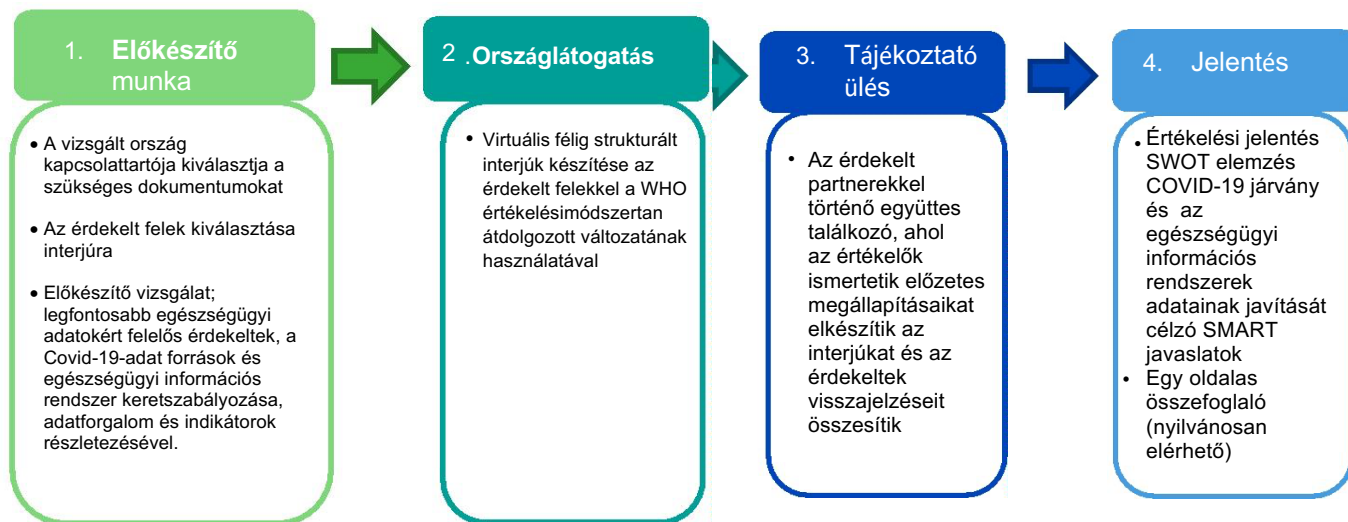 1. Előkészítő
munka
• A vizsgált ország
kapcsolattartója kiválasztja a
szükséges dokumentumokat
• Az érdekelt felek kiválasztása
interjúra
• Előkészítő vizsgálat;
legfontosabb egészségügyi
adatokért felelős érdekeltek, a
Covid-19-adat források és
egészségügyi információs
rendszer keretszabályozása,
adatforgalom és indikátorok
részletezésével.
2 .Országlátogatás
• Virtuális félig strukturált
interjúk készítése az
érdekelt felekkel a WHO
értékelésimódszertan
átdolgozott változatának
használatával
3. Tájékoztató
ülés
• Az érdekelt
partnerekkel
történő együttes
találkozó, ahol
az értékelők
ismertetik előzetes
megállapításaikat
elkészítik az
interjúkat és az
érdekeltek
visszajelzéseit
összesítik
4. Jelentés
• Értékelési jelentés
SWOT elemzés
COVID-19 járvány
és az
egészségügyi
információs
rendszerek
adatainak javítását
célzó SMART
javaslatok
• Egy oldalas
összefoglaló
(nyilvánosan
elérhető)